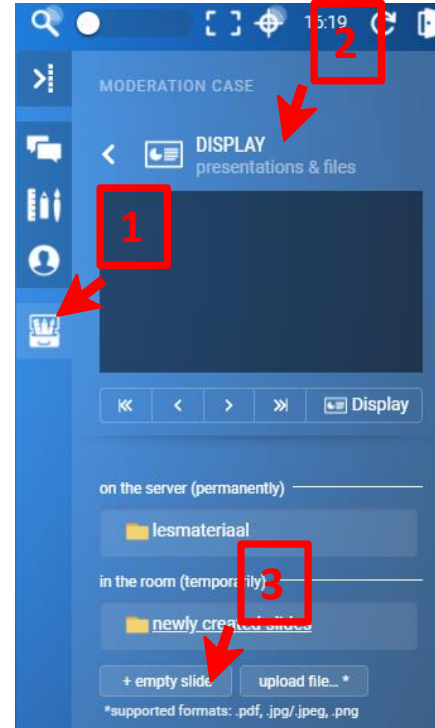 16:19
2
MODERATION CASE
DISPLAY
presentations & files
1
Display
on the server (permanently)
lesmateriaal
in the room (temporarily)
3
newly created slides
+ empty slide
upload file... *
*supported formats: .pdf, .jpg/.jpeg, .png